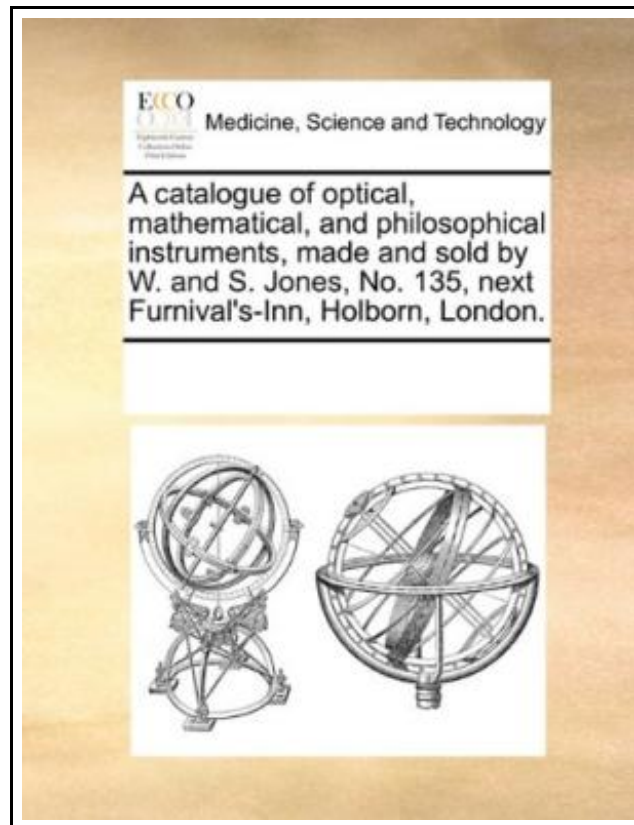 ECCO
Medicine, Science and Technology
A catalogue of optical,
mathematical, and philosophical
instruments, made and sold by
W. and S. Jones, No. 135, next
Furnival's-Inn, Holborn, London.